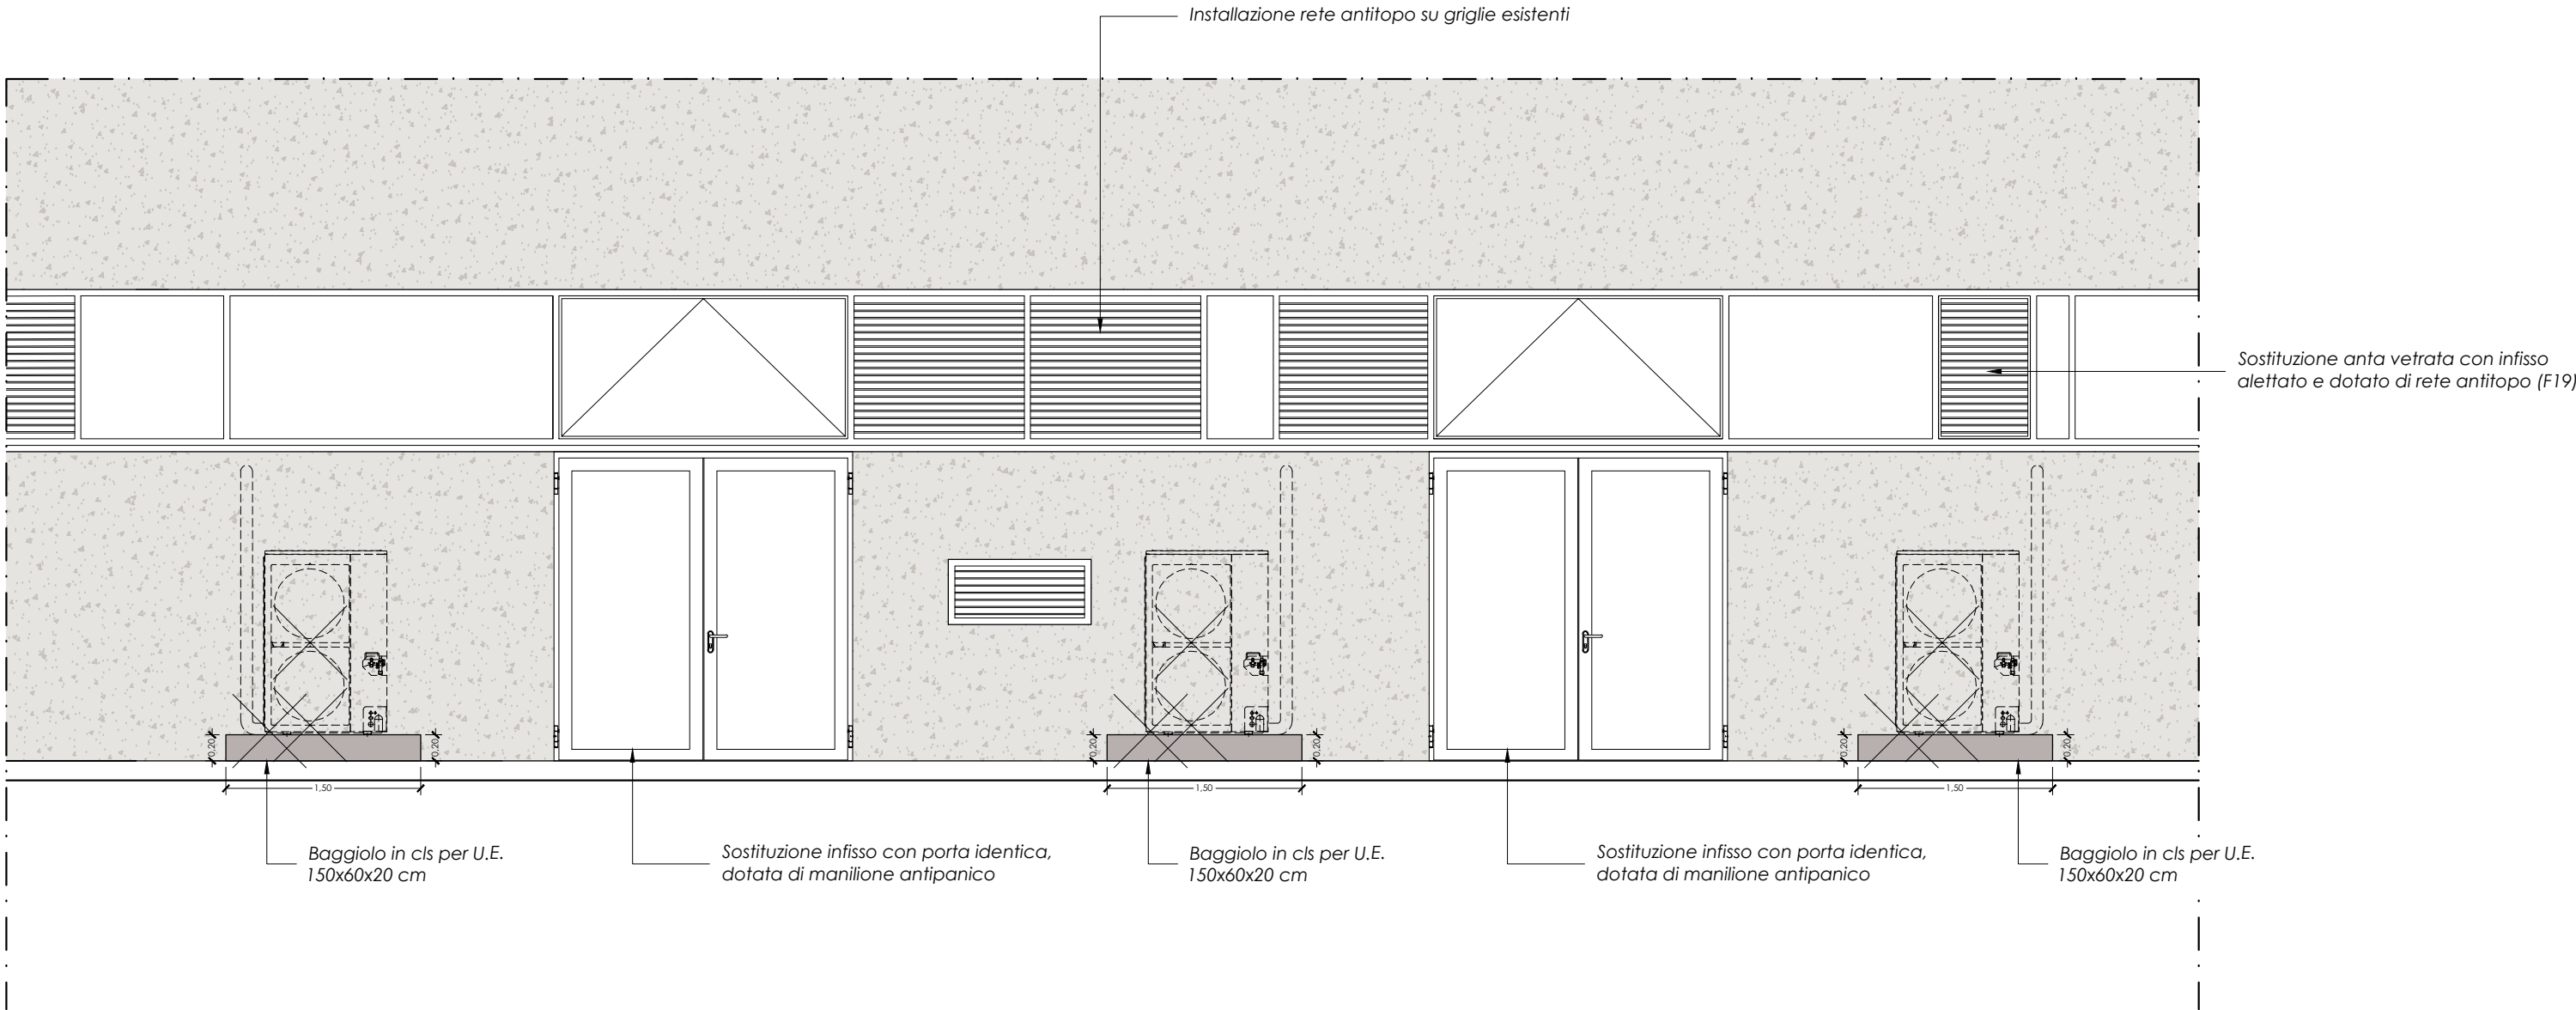 Installazione rete antitopo su griglie esistenti
Sostituzione anta vetrata con infisso
alettato e dotato di rete antitopo (F19)
0,20
0,20
0,20
0,20
0,20
0,20
1,50
1,50
1,50
Baggiolo in cls per U.E.
150x60x20 cm
Sostituzione infisso con porta identica,
dotata di manilione antipanico
Baggiolo in cls per U.E.
150x60x20 cm
Sostituzione infisso con porta identica,
dotata di manilione antipanico
Baggiolo in cls per U.E.
150x60x20 cm